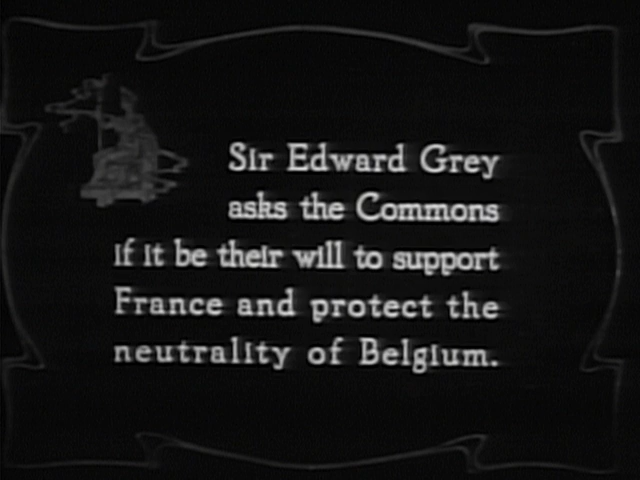 Sir Edward Grey
asks the Commons
if it be their will to support
France and protect the
neutrality of Belgium.